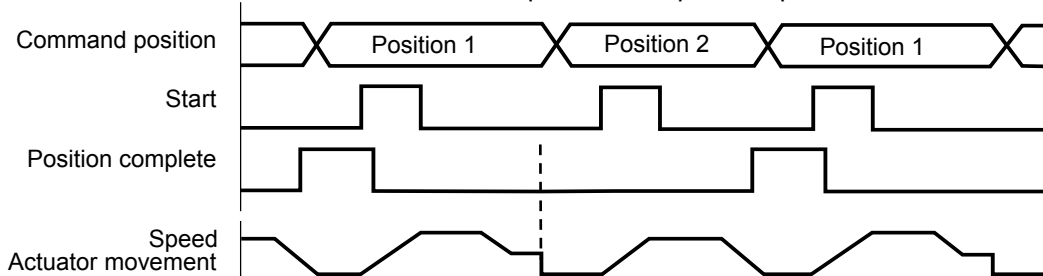 Command position
Position 1
Position 2
Position 1
Start
Position complete
Speed
Actuator movement